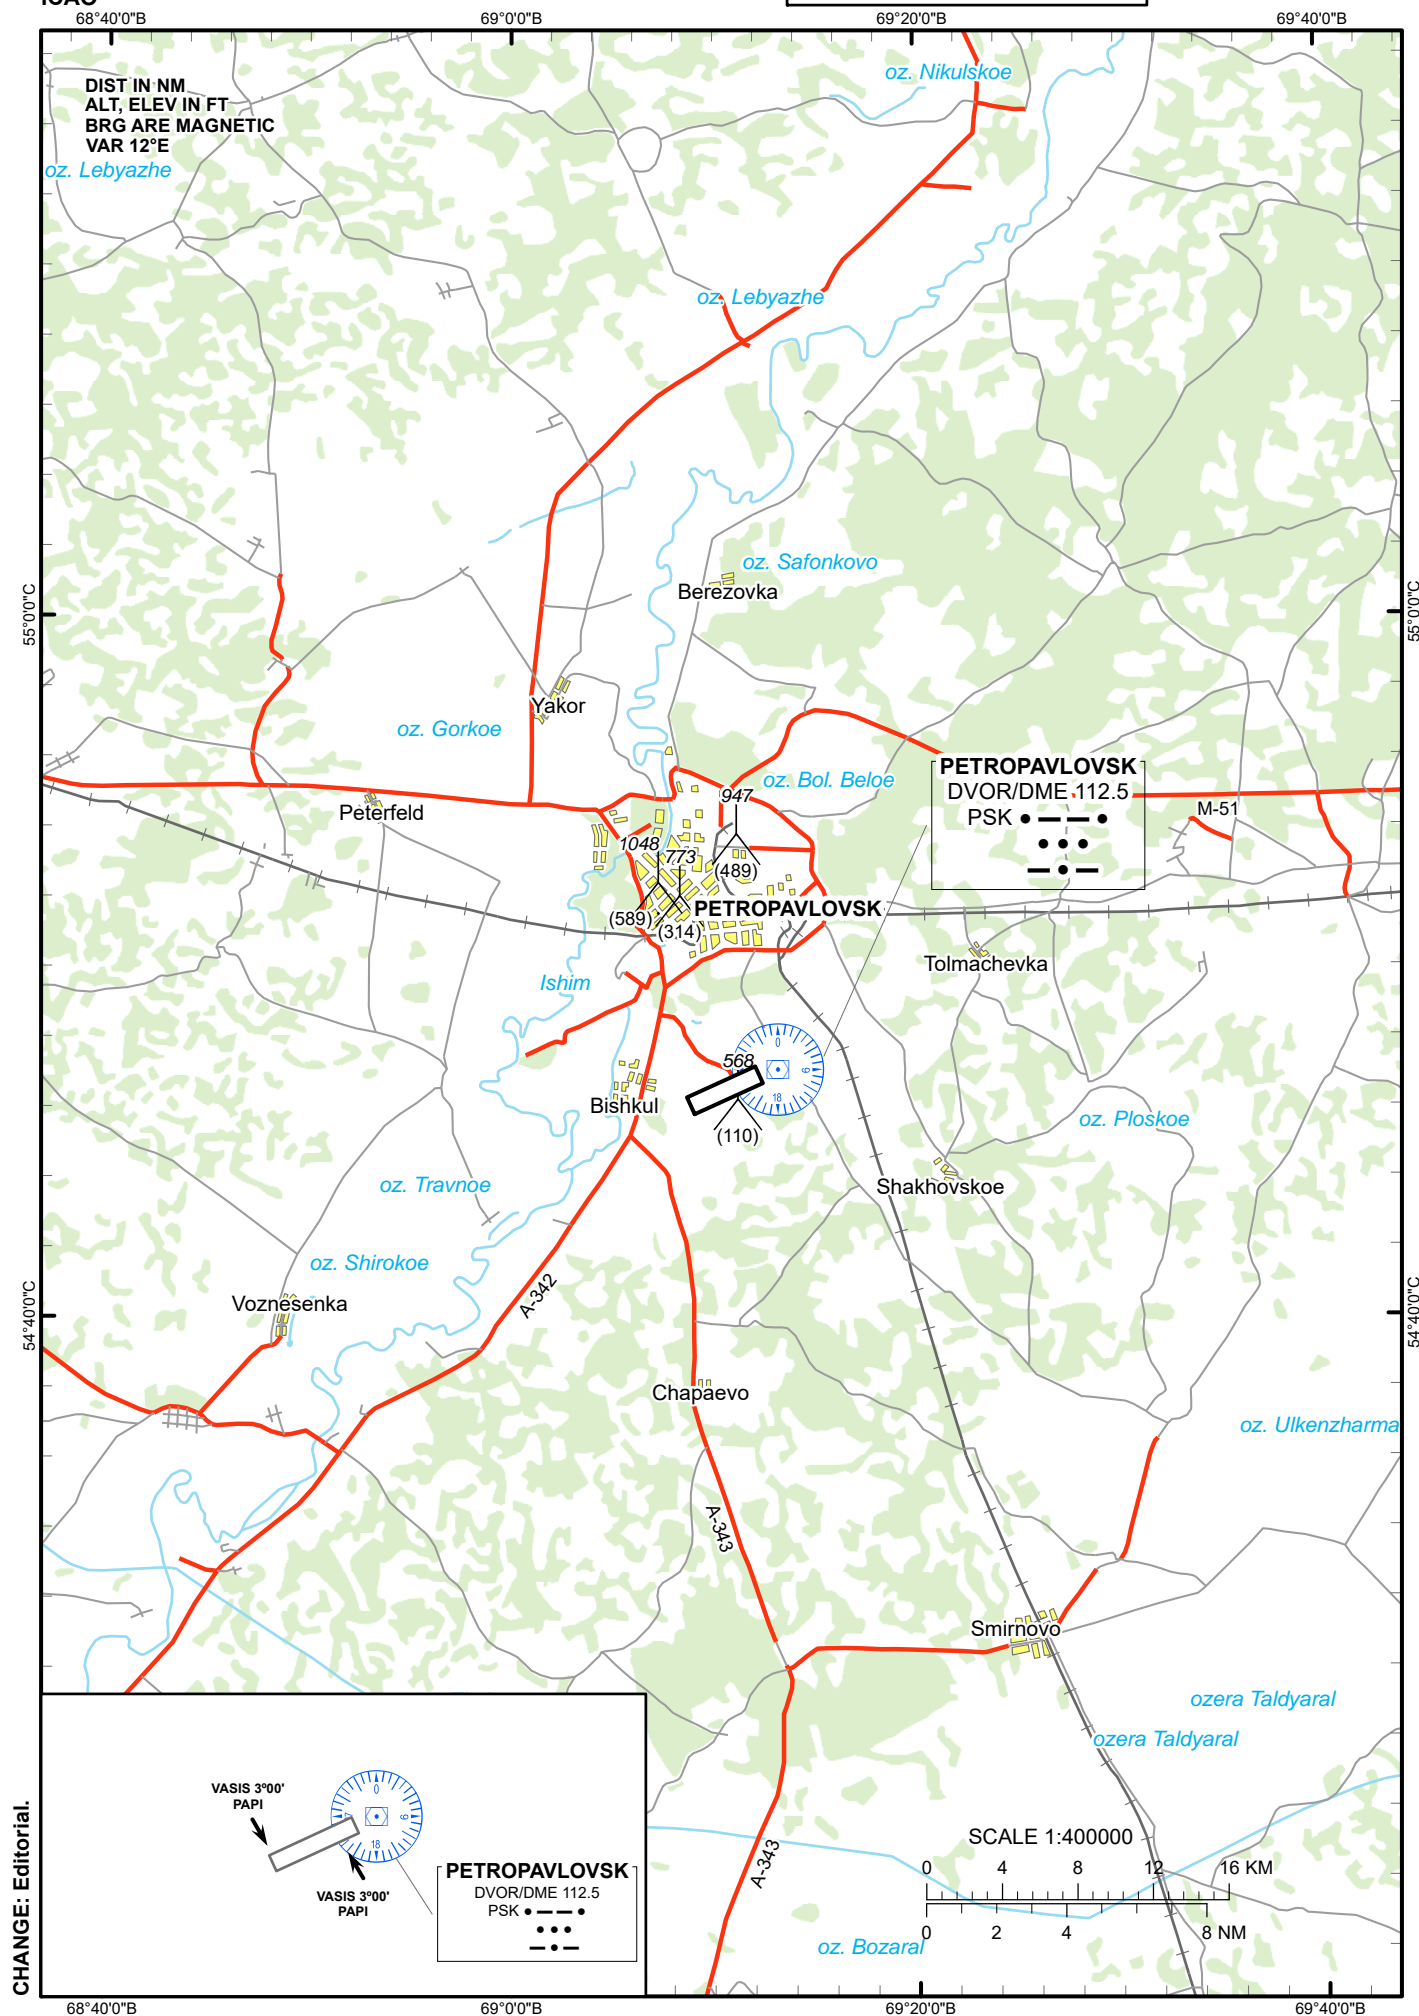 68°40'0"B
69°0'0"B
69°20'0"B
69°40'0"B
DIST IN NM
ALT, ELEV IN FT
BRG ARE MAGNETIC
VAR 12°E
oz. Lebyazhe
oz. Nikulskoe
oz. Lebyazhe
oz. Safonkovo
Berezovka
55°0'0"C
55°0'0"C
Yakor
oz. Gorkoe
oz. Bol. Beloe
PETROPAVLOVSK
DVOR/DME 112.5
PSK
M-51
Peterfeld
947
1048
773
(489)
(589)
(314)
PETROPAVLOVSK
Tolmachevka
Ishim
568
0
9
18
Bishkul
(110)
oz. Ploskoe
Shakhovskoe
oz. Travnoe
oz. Shirokoe
Voznesenka
A-342
54°40'0"C
54°40'0"C
Chapaevo
oz. Ulkenzharma
A-343
Smirnovo
ozera Taldyaral
ozera Taldyaral
A-343
oz. Bozaral
SCALE 1:400000
0 4 8 12 16 KM
0 2 4 8 NM
VASIS 3°00'
PAPI
0
9
18
VASIS 3°00'
PAPI
PETROPAVLOVSK
DVOR/DME 112.5
PSK
CHANGE: Editorial.
68°40'0"B
69°0'0"B
69°20'0"B
69°40'0"B